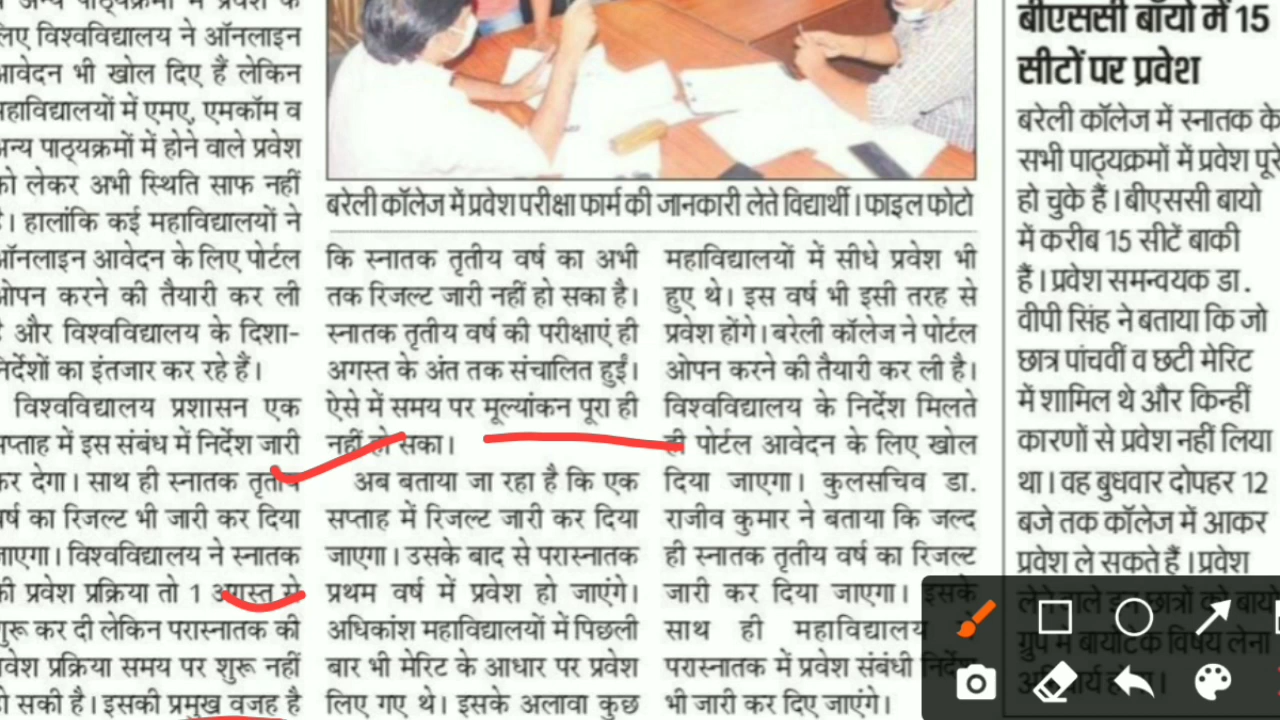 अन्य पाठ्यक्रमों में प्रवेश के
लिए विश्वविद्यालय ने ऑनलाइन
आवेदन भी खोल दिए हैं लेकिन
महाविद्यालयों में एमए, एमकॉम व
अन्य पाठ्यक्रमों में होने वाले प्रवेश
को लेकर अभी स्थिति साफ नहीं
है। हालांकि कई महाविद्यालयों ने
ऑनलाइन आवेदन के लिए पोर्टल
ओपन करने की तैयारी कर ली
है और विश्वविद्यालय के दिशा-
निर्देशों का इंतजार कर रहे हैं।
विश्वविद्यालय प्रशासन एक
सप्ताह में इस संबंध में निर्देश जारी
कर देगा। साथ ही स्नातक तृतीय
वर्ष का रिजल्ट भी जारी कर दिया
जाएगा। विश्वविद्यालय ने स्नातक
की प्रवेश प्रक्रिया तो 1 अगस्त से
शुरू कर दी लेकिन परास्नातक की
प्रवेश प्रक्रिया समय पर शुरू नहीं
हो सकी है। इसकी प्रमुख वजह है
बरेली कॉलेज में प्रवेश परीक्षा फार्म की जानकारी लेते विद्यार्थी। फाइल फोटो
कि स्नातक तृतीय वर्ष का अभी
तक रिजल्ट जारी नहीं हो सका है।
स्नातक तृतीय वर्ष की परीक्षाएं ही
अगस्त के अंत तक संचालित हुईं।
ऐसे में समय पर मूल्यांकन पूरा ही
नहीं हो सका।
अब बताया जा रहा है कि एक
सप्ताह में रिजल्ट जारी कर दिया
जाएगा। उसके बाद से परास्नातक
प्रथम वर्ष में प्रवेश हो जाएंगे।
अधिकांश महाविद्यालयों में पिछली
बार भी मेरिट के आधार पर प्रवेश
लिए गए थे। इसके अलावा कुछ
महाविद्यालयों में सीधे प्रवेश भी
हुए थे। इस वर्ष भी इसी तरह से
प्रवेश होंगे। बरेली कॉलेज ने पोर्टल
ओपन करने की तैयारी कर ली है।
विश्वविद्यालय के निर्देश मिलते
ही पोर्टल आवेदन के लिए खोल
दिया जाएगा। कुलसचिव डा.
राजीव कुमार ने बताया कि जल्द
ही स्नातक तृतीय वर्ष का रिजल्ट
जारी कर दिया जाएगा। इसके
साथ ही महाविद्यालय
परास्नातक में प्रवेश संबंधी निर्देश
भी जारी कर दिए जाएंगे।
बीएससी बायो में 15
सीटों पर प्रवेश
बरेली कॉलेज में स्नातक के
सभी पाठ्यक्रमों में प्रवेश पूरे
हो चुके हैं। बीएससी बायो
में करीब 15 सीटें बाकी
हैं। प्रवेश समन्वयक डा.
वीपी सिंह ने बताया कि जो
छात्र पांचवीं व छटी मेरिट
में शामिल थे और किन्हीं
कारणों से प्रवेश नहीं लिया
था। वह बुधवार दोपहर 12
बजे तक कॉलेज में आकर
प्रवेश ले सकते हैं। प्रवेश
लेने वाले इन छात्रों को बायो
ग्रुप में बायोटेक विषय लेना